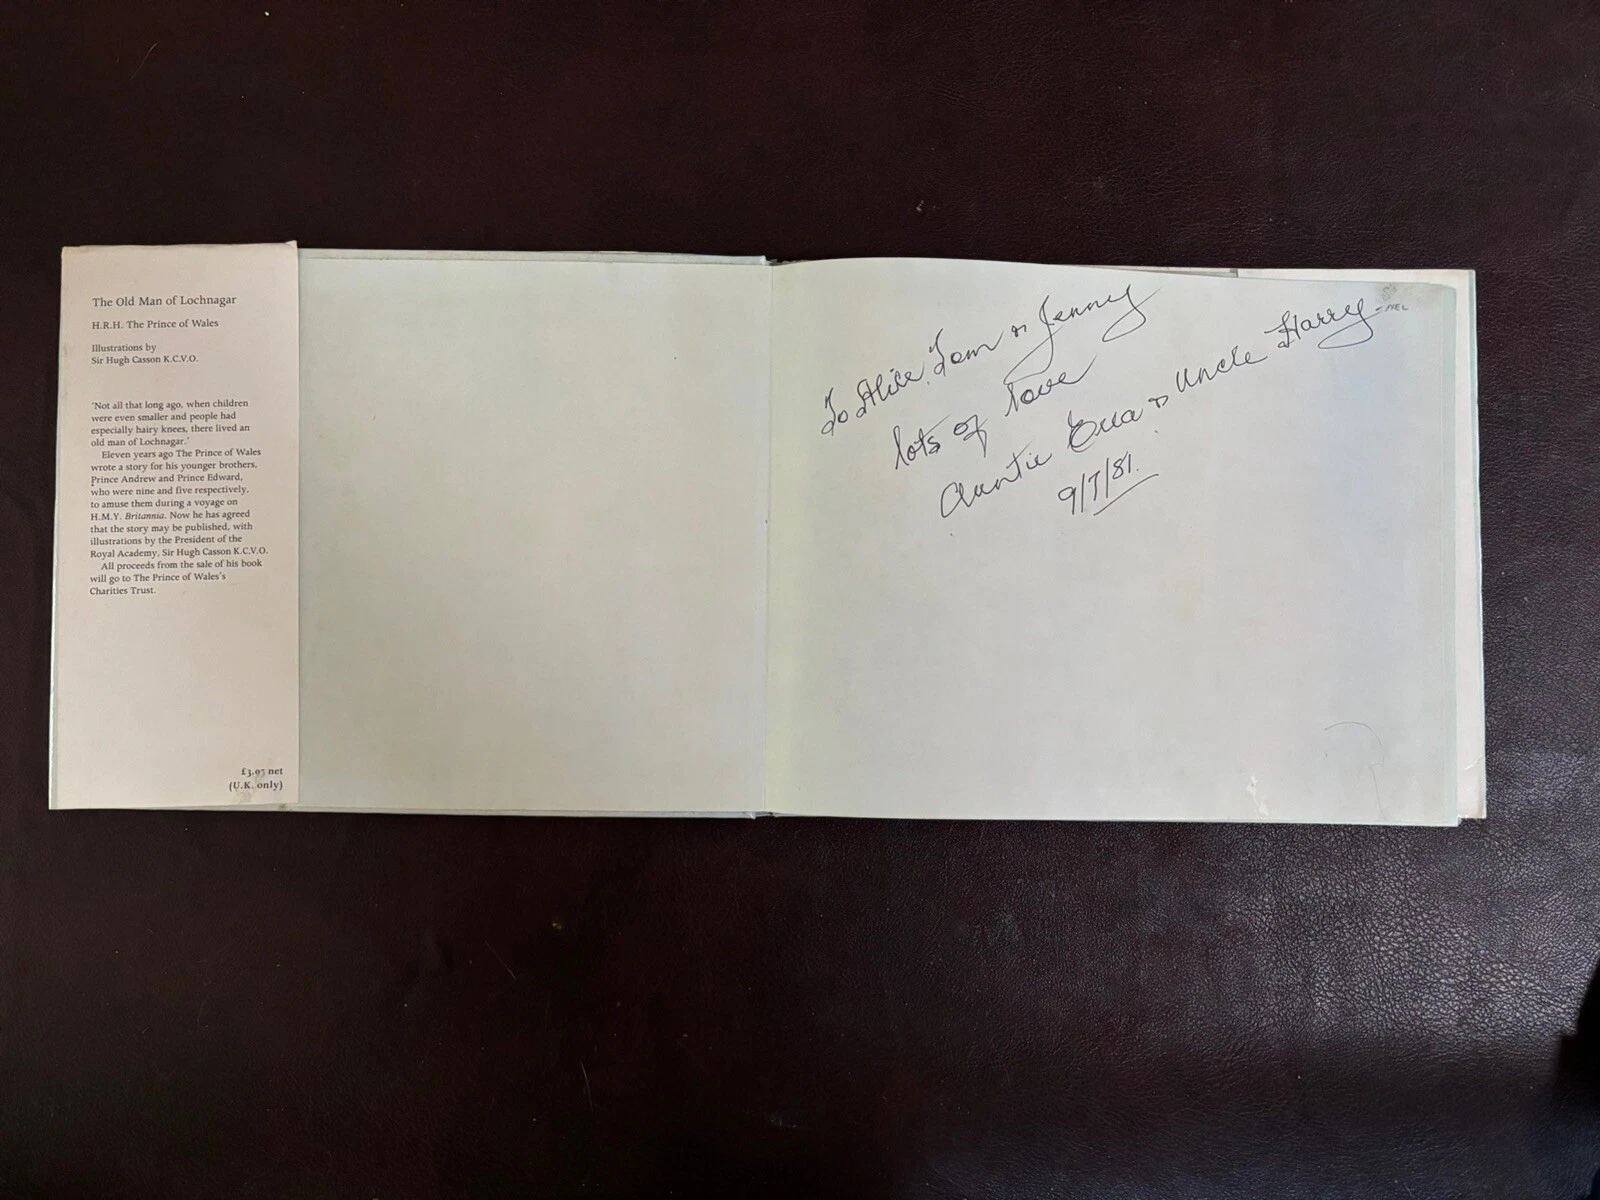 The Old Man of Lochnagar
H.R.H. The Prince of Wales
Illustrations by
Sir Hugh Casson K.C.V.O.
'Not all that long ago, when children
were even smaller and people had
especially hairy knees, there lived an
old man of Lochnagar.'
Eleven years ago The Prince of Wales
wrote a story for his younger brothers,
Prince Andrew and Prince Edward,
who were nine and five respectively,
to amuse them during a voyage on
H.M.Y. Britannia. Now he has agreed
that the story may be published, with
illustrations by the President of the
Royal Academy, Sir Hugh Casson K.C.V.O.
All proceeds from the sale of his book
will go to The Prince of Wales's
Charities Trust.
£3.95 net
(U.K. only)
To Alice, Tom & Jenny
lots of love
Auntie & Uncle Harry
9/7/81.